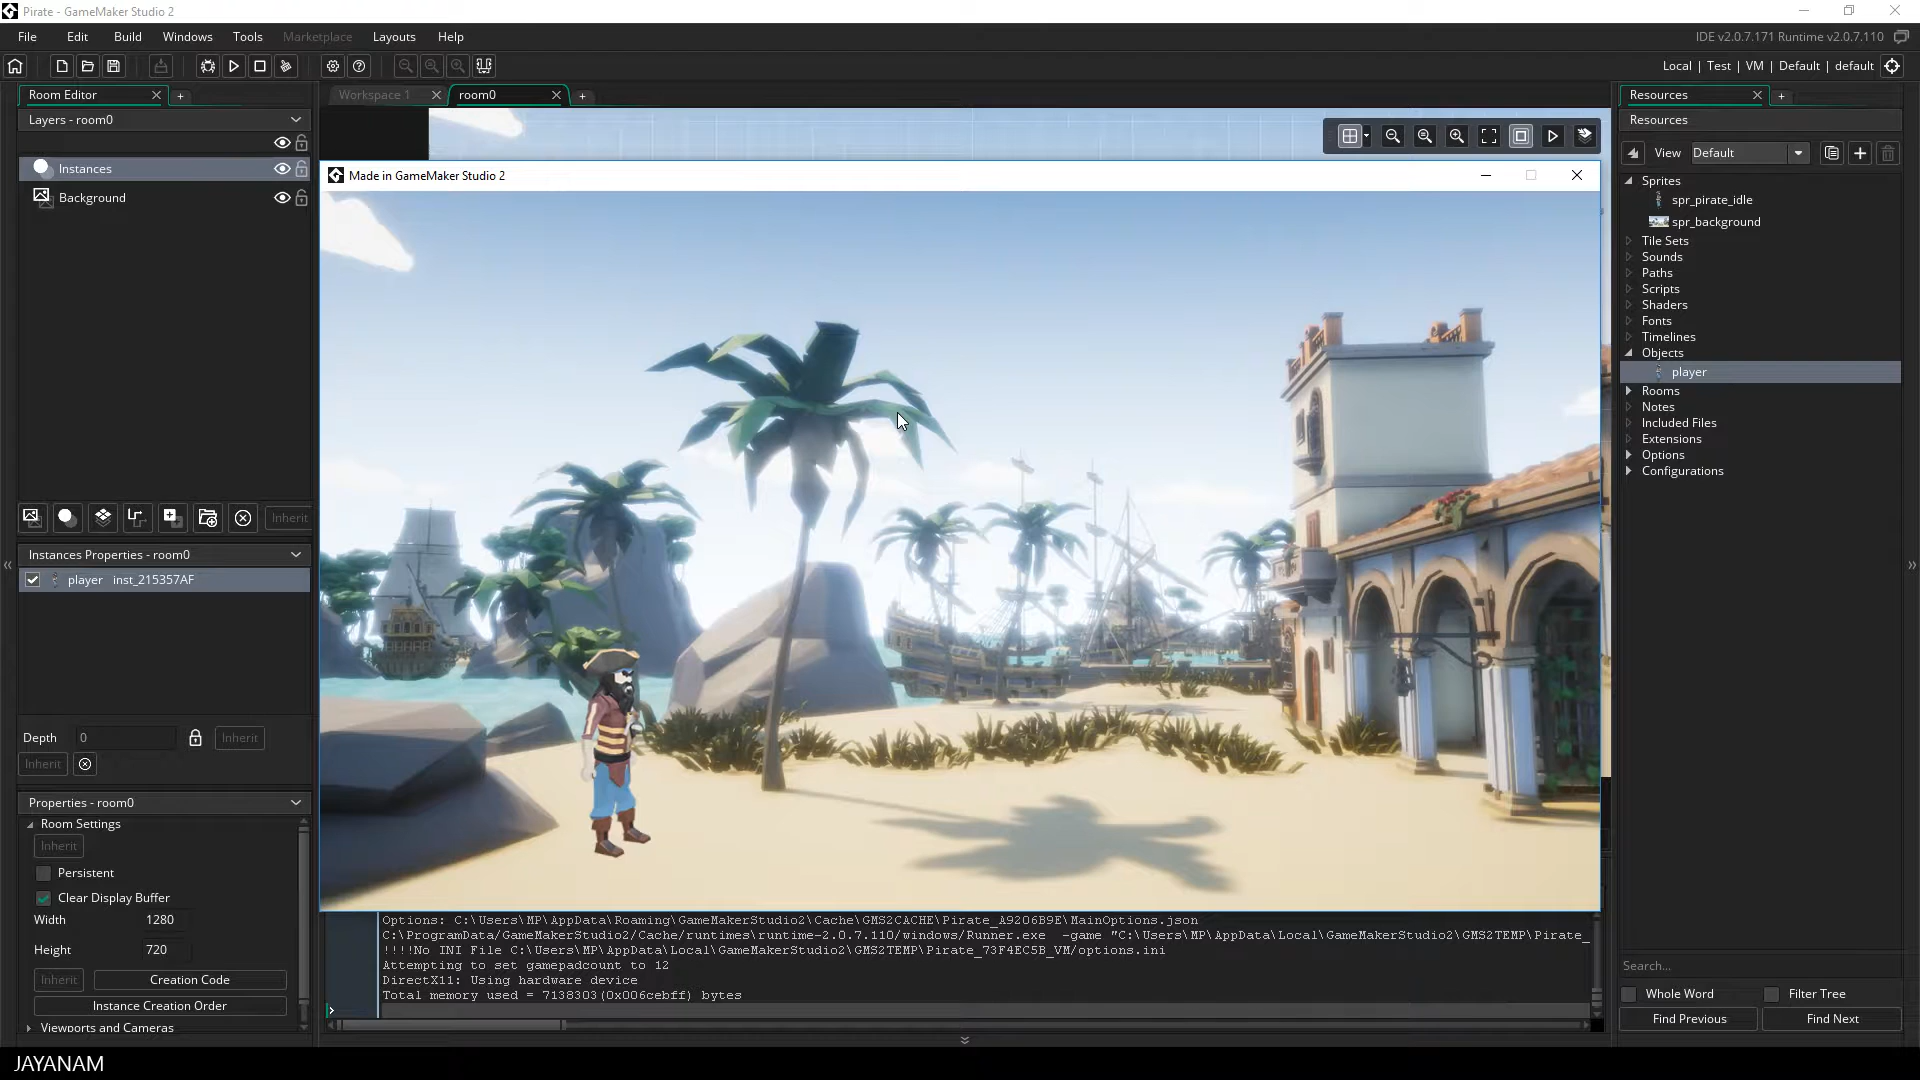 Pirate - GameMaker Studio 2
File Edit Build Windows Tools Marketplace Layouts Help
IDE v2.0.7.171 Runtime v2.0.7.110
Local | Test | VM | Default | default
Room Editor
Workspace 1
room0
Resources
Layers - room0
Resources
View Default
Instances
Background
Made in GameMaker Studio 2
Sprites
spr_pirate_idle
spr_background
Tile Sets
Sounds
Paths
Scripts
Shaders
Fonts
Timelines
Objects
player
Rooms
Notes
Included Files
Extensions
Options
Configurations
Inherit
Instances Properties - room0
player inst_215357AF
Depth 0 Inherit
Inherit
Properties - room0
Room Settings
Inherit
Persistent
Clear Display Buffer
Width 1280
Height 720
Inherit Creation Code
Instance Creation Order
Viewports and Cameras
Options: C:\Users\MP\AppData\Roaming\GameMakerStudio2\Cache\GMS2CACHE\Pirate_A9206B9E\MainOptions.json
C:\ProgramData/GameMakerStudio2/Cache/runtimes\runtime-2.0.7.110/windows/Runner.exe -game "C:\Users\MP\AppData\Local\GameMakerStudio2\GMS2TEMP\Pirate_
!!!!No INI File C:\Users\MP\AppData\Local\GameMakerStudio2\GMS2TEMP\Pirate_73F4EC5B_VM/options.ini
Attempting to set gamepadcount to 12
DirectX11: Using hardware device
Total memory used = 7138303(0x006cebff) bytes
Search...
Whole Word Filter Tree
Find Previous Find Next
JAYANAM